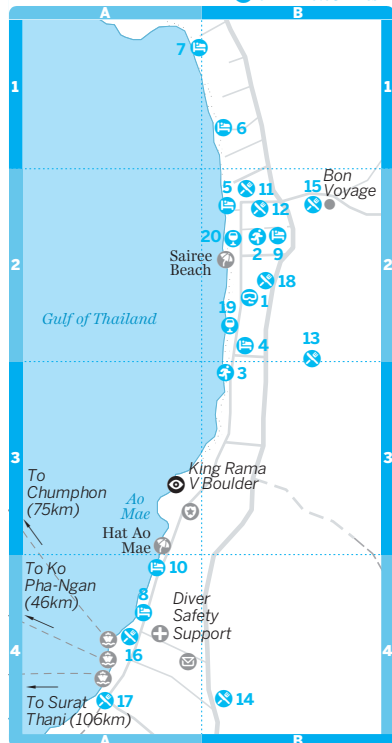 A B
1 1
7
6
5 11 15 Bon
Voyage
12
20
2 9
Sairee
Beach
2 2
18
1
19
Gulf of Thailand
4
13
3
3 3
King Rama
V Boulder
To
Chumphon
(75km)
Ao
Mae
Hat Ao
Mae
10
To Ko
Pha-Ngan
(46km)
8
Diver
Safety
Support
16
4 4
To Surat
Thani (106km)
17
14
A B